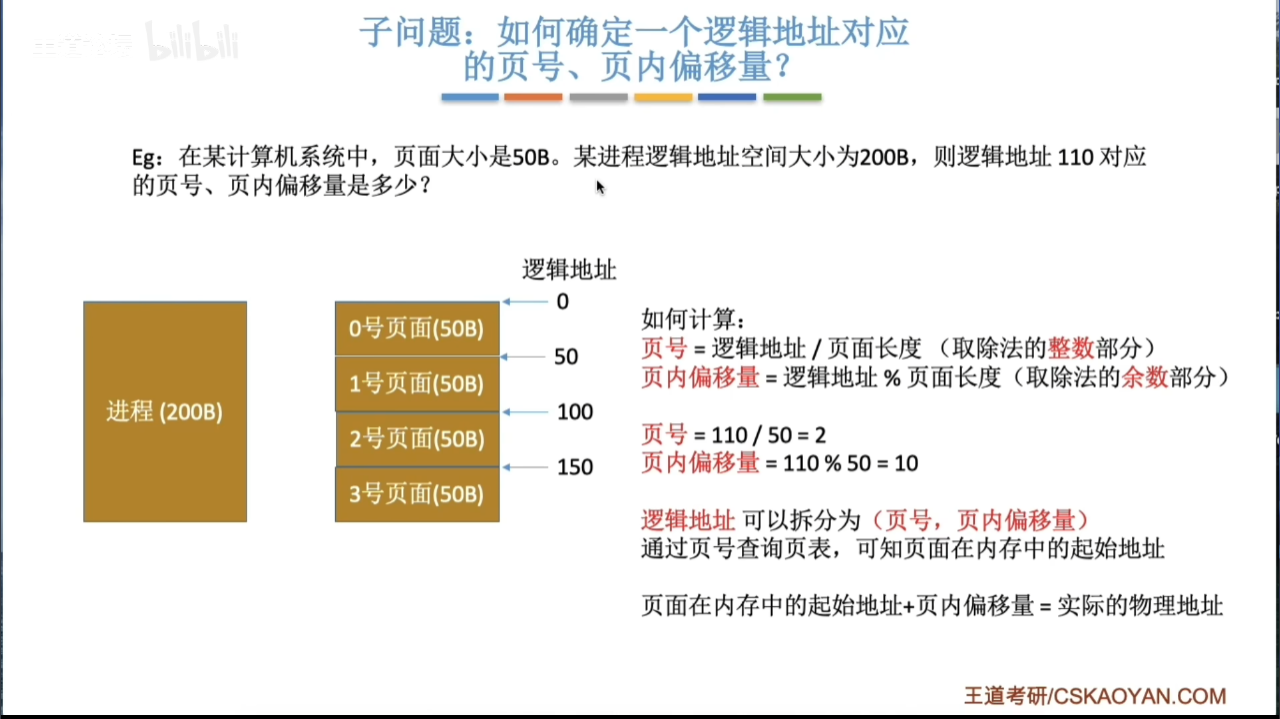 bilibili
子问题：如何确定一个逻辑地址对应
的页号、页内偏移量？
Eg：在某计算机系统中，页面大小是50B。某进程逻辑地址空间大小为200B，则逻辑地址 110 对应
的页号、页内偏移量是多少？
逻辑地址
进程 (200B)
0号页面(50B)
1号页面(50B)
2号页面(50B)
3号页面(50B)
0
50
100
150
如何计算：
页号 = 逻辑地址 / 页面长度 （取除法的整数部分）
页内偏移量 = 逻辑地址 % 页面长度（取除法的余数部分）
页号 = 110 / 50 = 2
页内偏移量 = 110 % 50 = 10
逻辑地址 可以拆分为（页号，页内偏移量）
通过页号查询页表，可知页面在内存中的起始地址
页面在内存中的起始地址+页内偏移量 = 实际的物理地址
王道考研/CSKAOYAN.COM